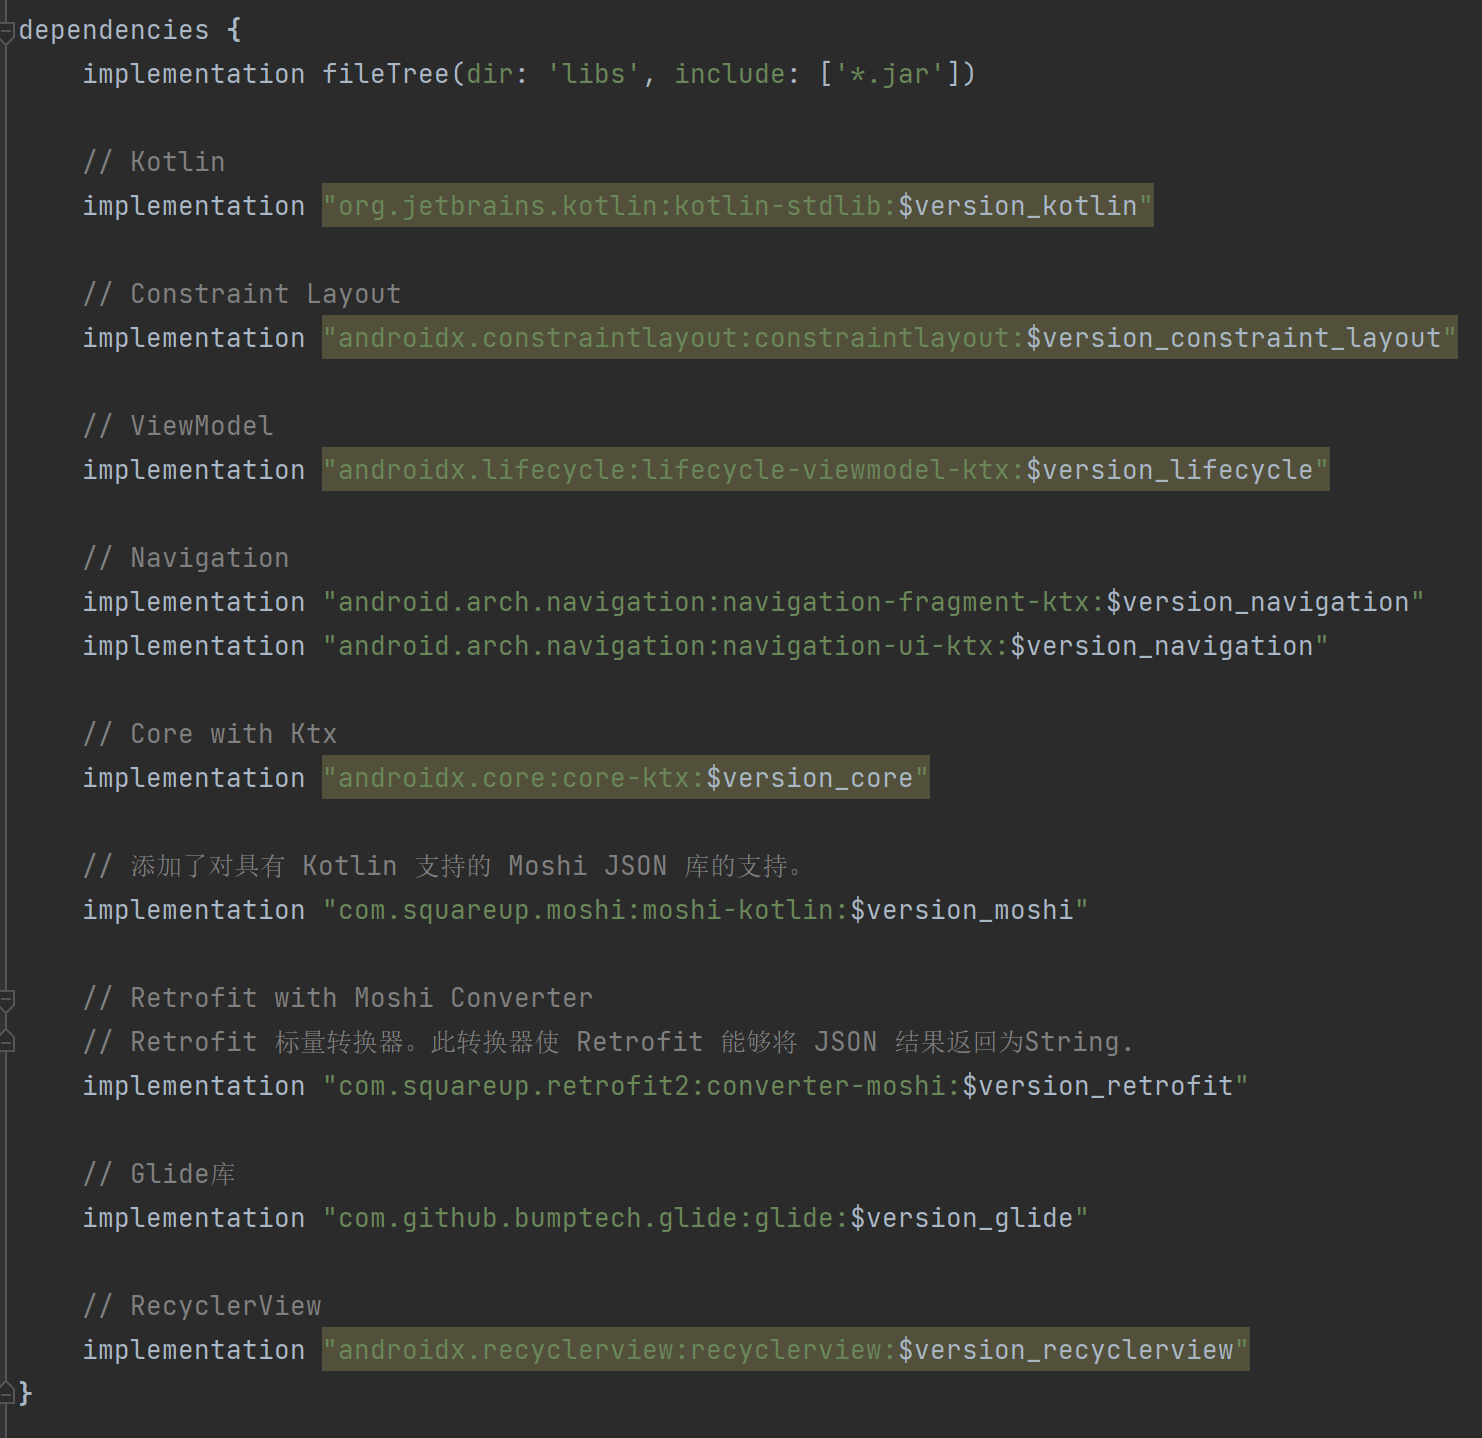 dependencies {
    implementation fileTree(dir: 'libs', include: ['*.jar'])
    // Kotlin
    implementation "org.jetbrains.kotlin:kotlin-stdlib:$version_kotlin"
    // Constraint Layout
    implementation "androidx.constraintlayout:constraintlayout:$version_constraint_layout"
    // ViewModel
    implementation "androidx.lifecycle:lifecycle-viewmodel-ktx:$version_lifecycle"
    // Navigation
    implementation "android.arch.navigation:navigation-fragment-ktx:$version_navigation"
    implementation "android.arch.navigation:navigation-ui-ktx:$version_navigation"
    // Core with Ktx
    implementation "androidx.core:core-ktx:$version_core"
    // 添加了对具有 Kotlin 支持的 Moshi JSON 库的支持。
    implementation "com.squareup.moshi:moshi-kotlin:$version_moshi"
    // Retrofit with Moshi Converter
    // Retrofit 标量转换器。此转换器使 Retrofit 能够将 JSON 结果返回为String.
    implementation "com.squareup.retrofit2:converter-moshi:$version_retrofit"
    // Glide库
    implementation "com.github.bumptech.glide:glide:$version_glide"
    // RecyclerView
    implementation "androidx.recyclerview:recyclerview:$version_recyclerview"
}